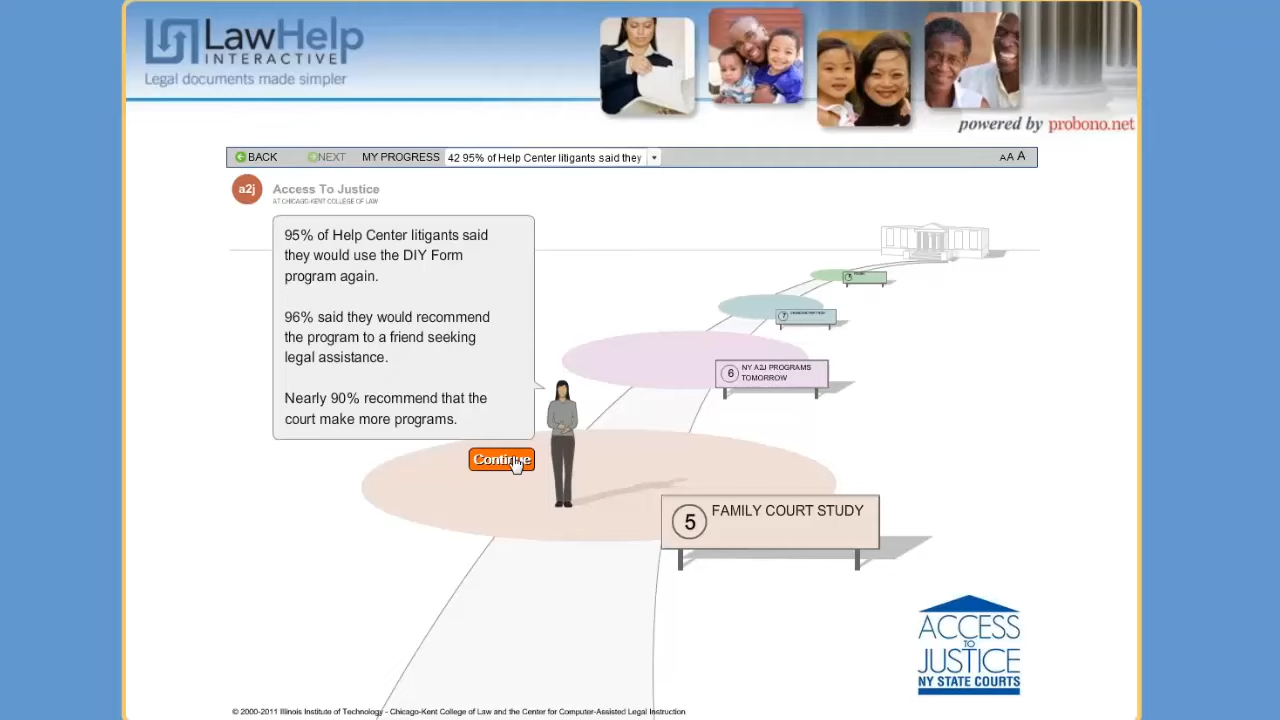 LawHelp
INTERACTIVE
Legal documents made simpler
powered by probono.net
BACK NEXT MY PROGRESS 42 95% of Help Center litigants said they AAA
a2j Access To Justice
AT CHICAGO-KENT COLLEGE OF LAW
95% of Help Center litigants said
they would use the DIY Form
program again.
96% said they would recommend
the program to a friend seeking
legal assistance.
Nearly 90% recommend that the
court make more programs.
Continue
7
6 NY A2J PROGRAMS
TOMORROW
5 FAMILY COURT STUDY
ACCESS
TO
JUSTICE
NY STATE COURTS
© 2000-2011 Illinois Institute of Technology - Chicago-Kent College of Law and the Center for Computer-Assisted Legal Instruction